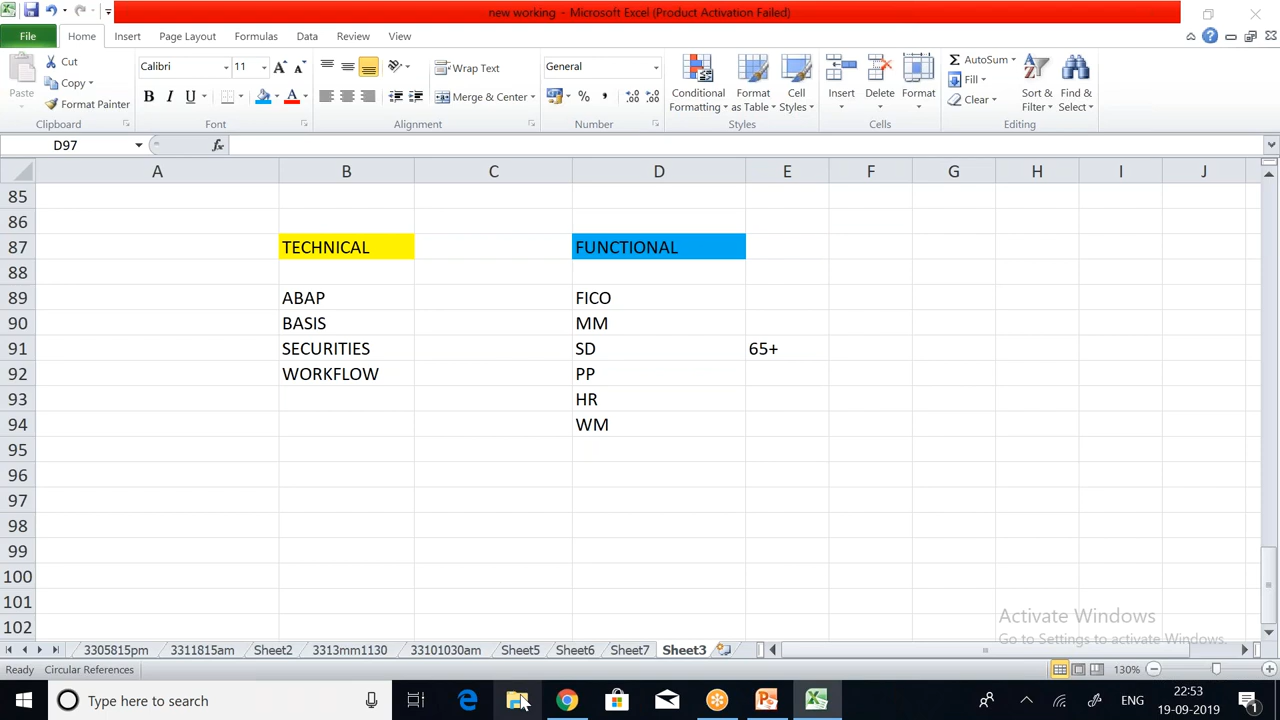 new working - Microsoft Excel (Product Activation Failed)
File Home Insert Page Layout Formulas Data Review View
Paste Cut Copy Format Painter Clipboard
Calibri 11 B I U Font
Wrap Text Merge & Center Alignment
General % , Number
Conditional Formatting Format as Table Cell Styles Styles
Insert Delete Format Cells
AutoSum Fill Clear Sort & Filter Find & Select Editing
D97 fx
A B C D E F G H I J
85
86
87 TECHNICAL FUNCTIONAL
88
89 ABAP FICO
90 BASIS MM
91 SECURITIES SD 65+
92 WORKFLOW PP
93 HR
94 WM
95
96
97
98
99
100
101
102
Activate Windows
Go to Settings to activate Windows.
3305815pm 3311815am Sheet2 3313mm1130 33101030am Sheet5 Sheet6 Sheet7 Sheet3
Ready Circular References 130%
Type here to search ENG 22:53
19-09-2019 1